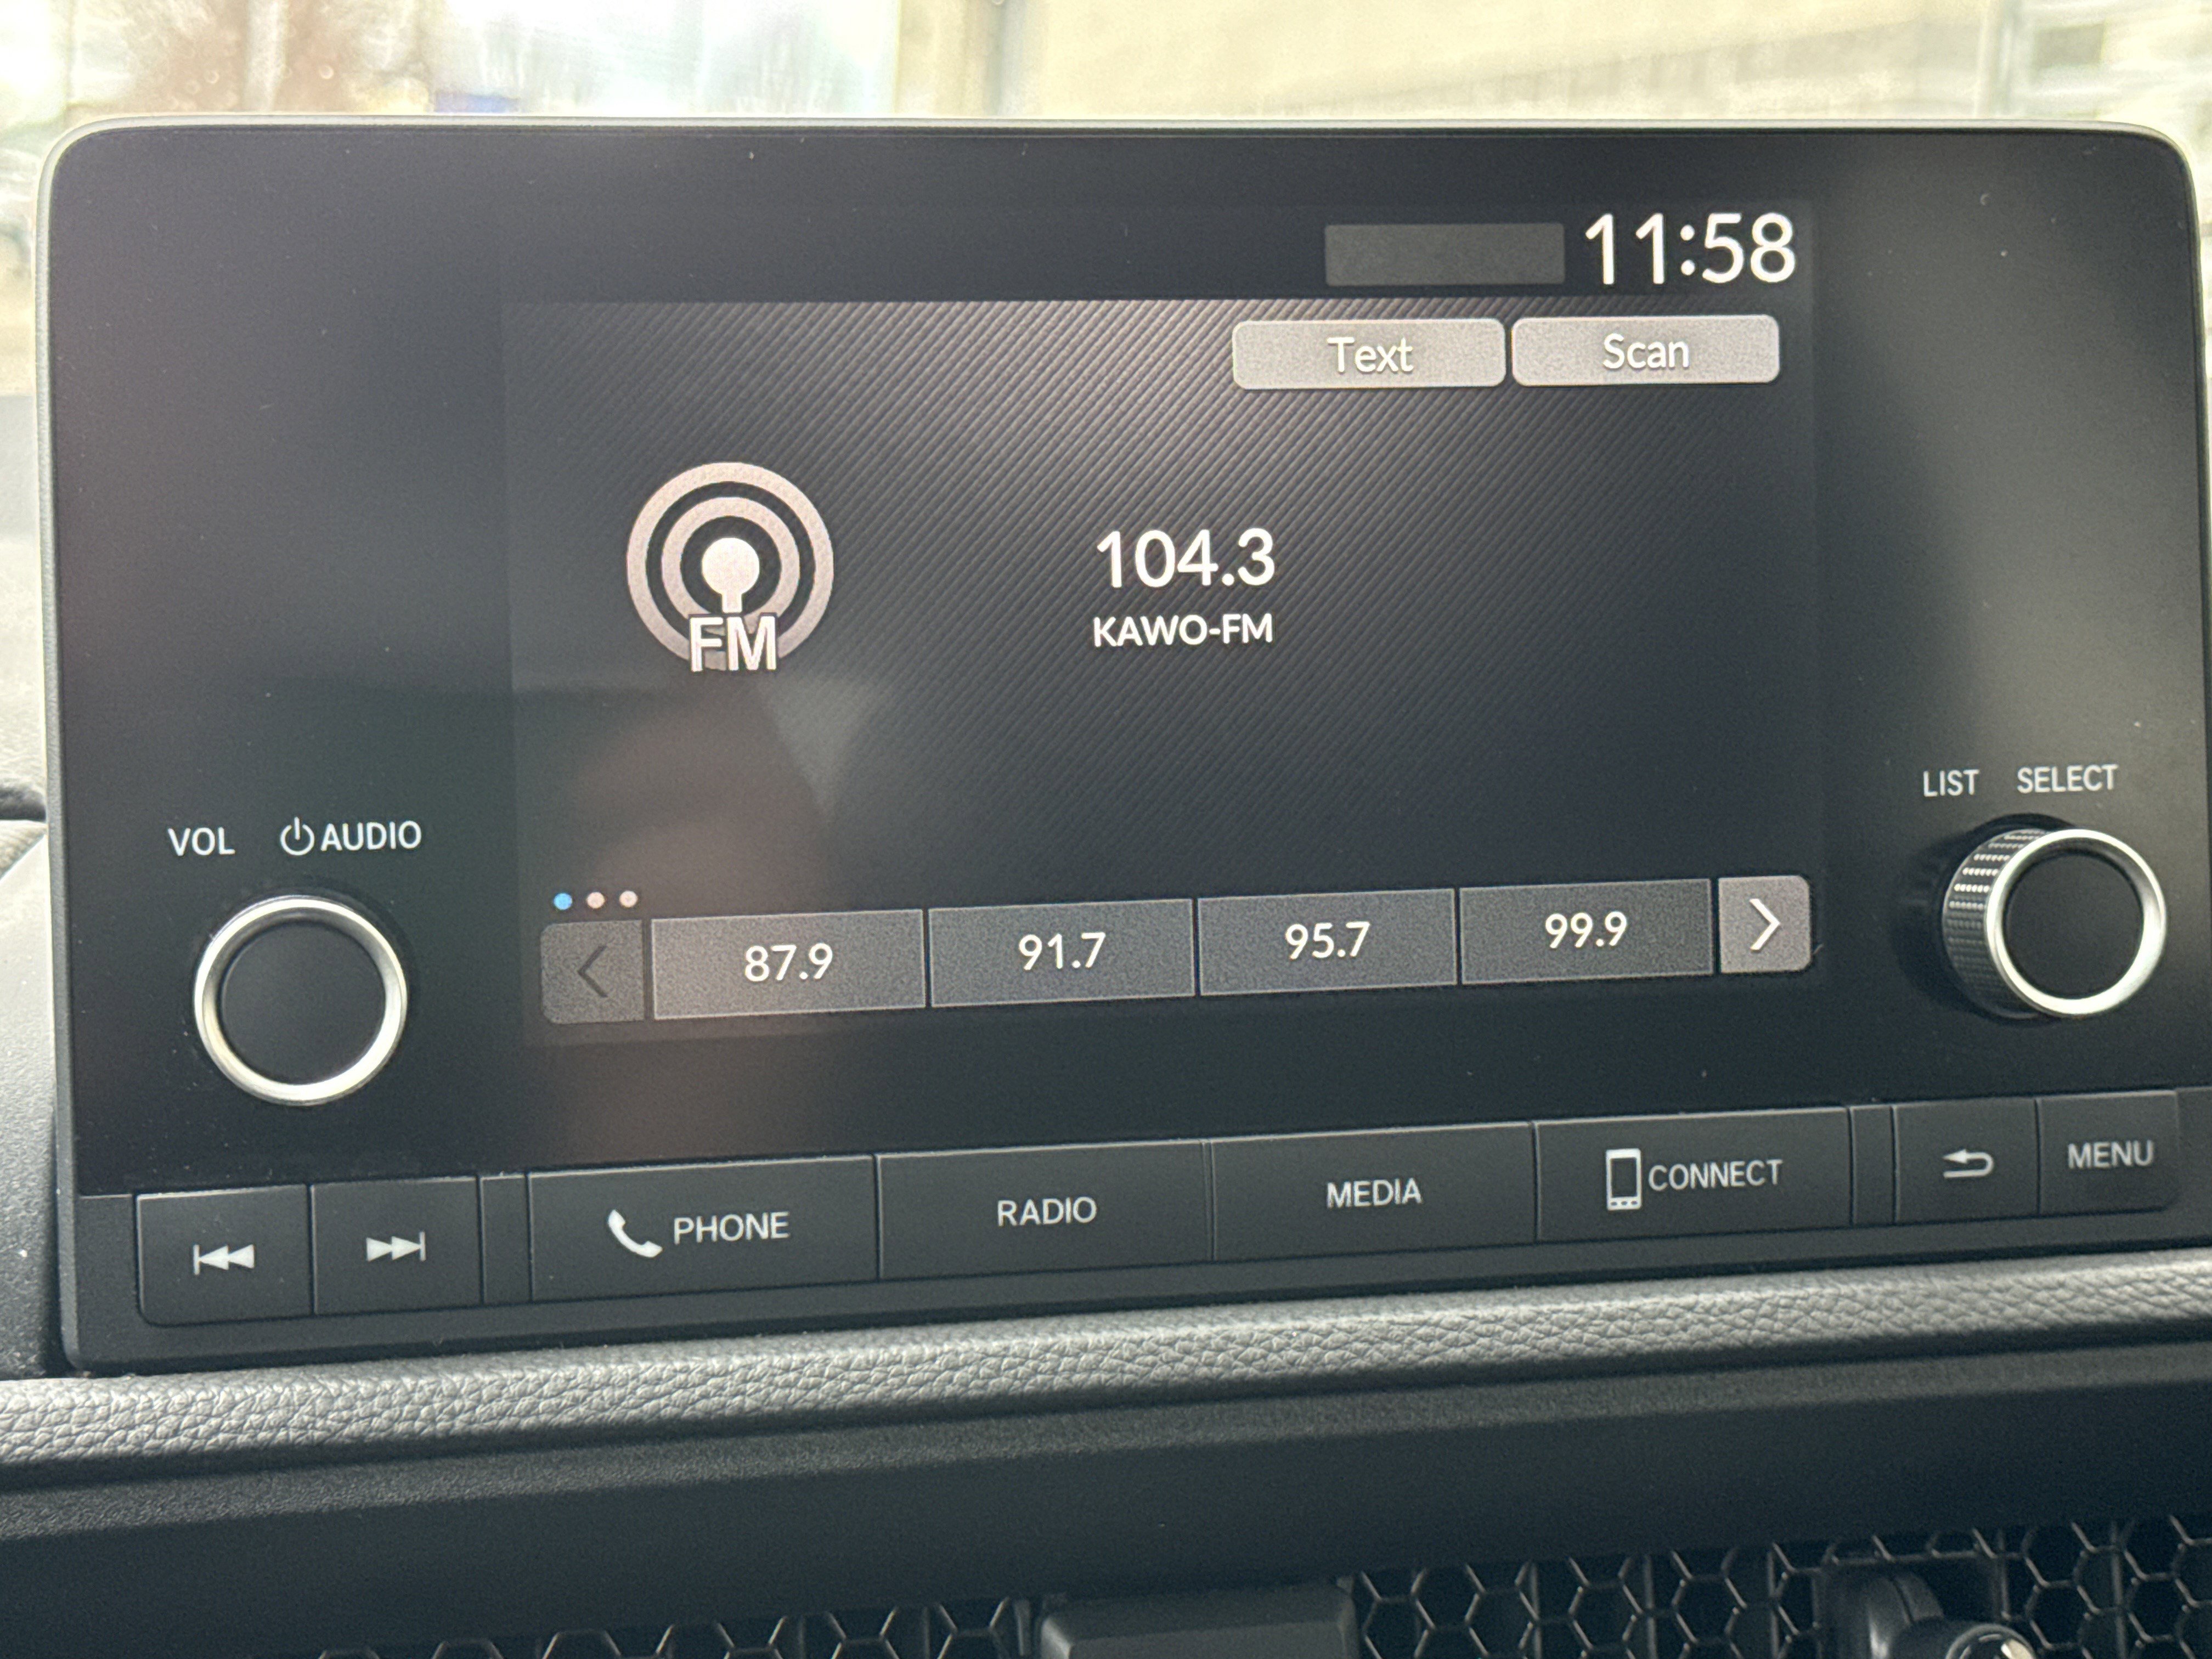 11:58
Text Scan
FM
104.3
KAWO-FM
LIST SELECT
VOL AUDIO
87.9 91.7 95.7 99.9
PHONE RADIO MEDIA CONNECT MENU